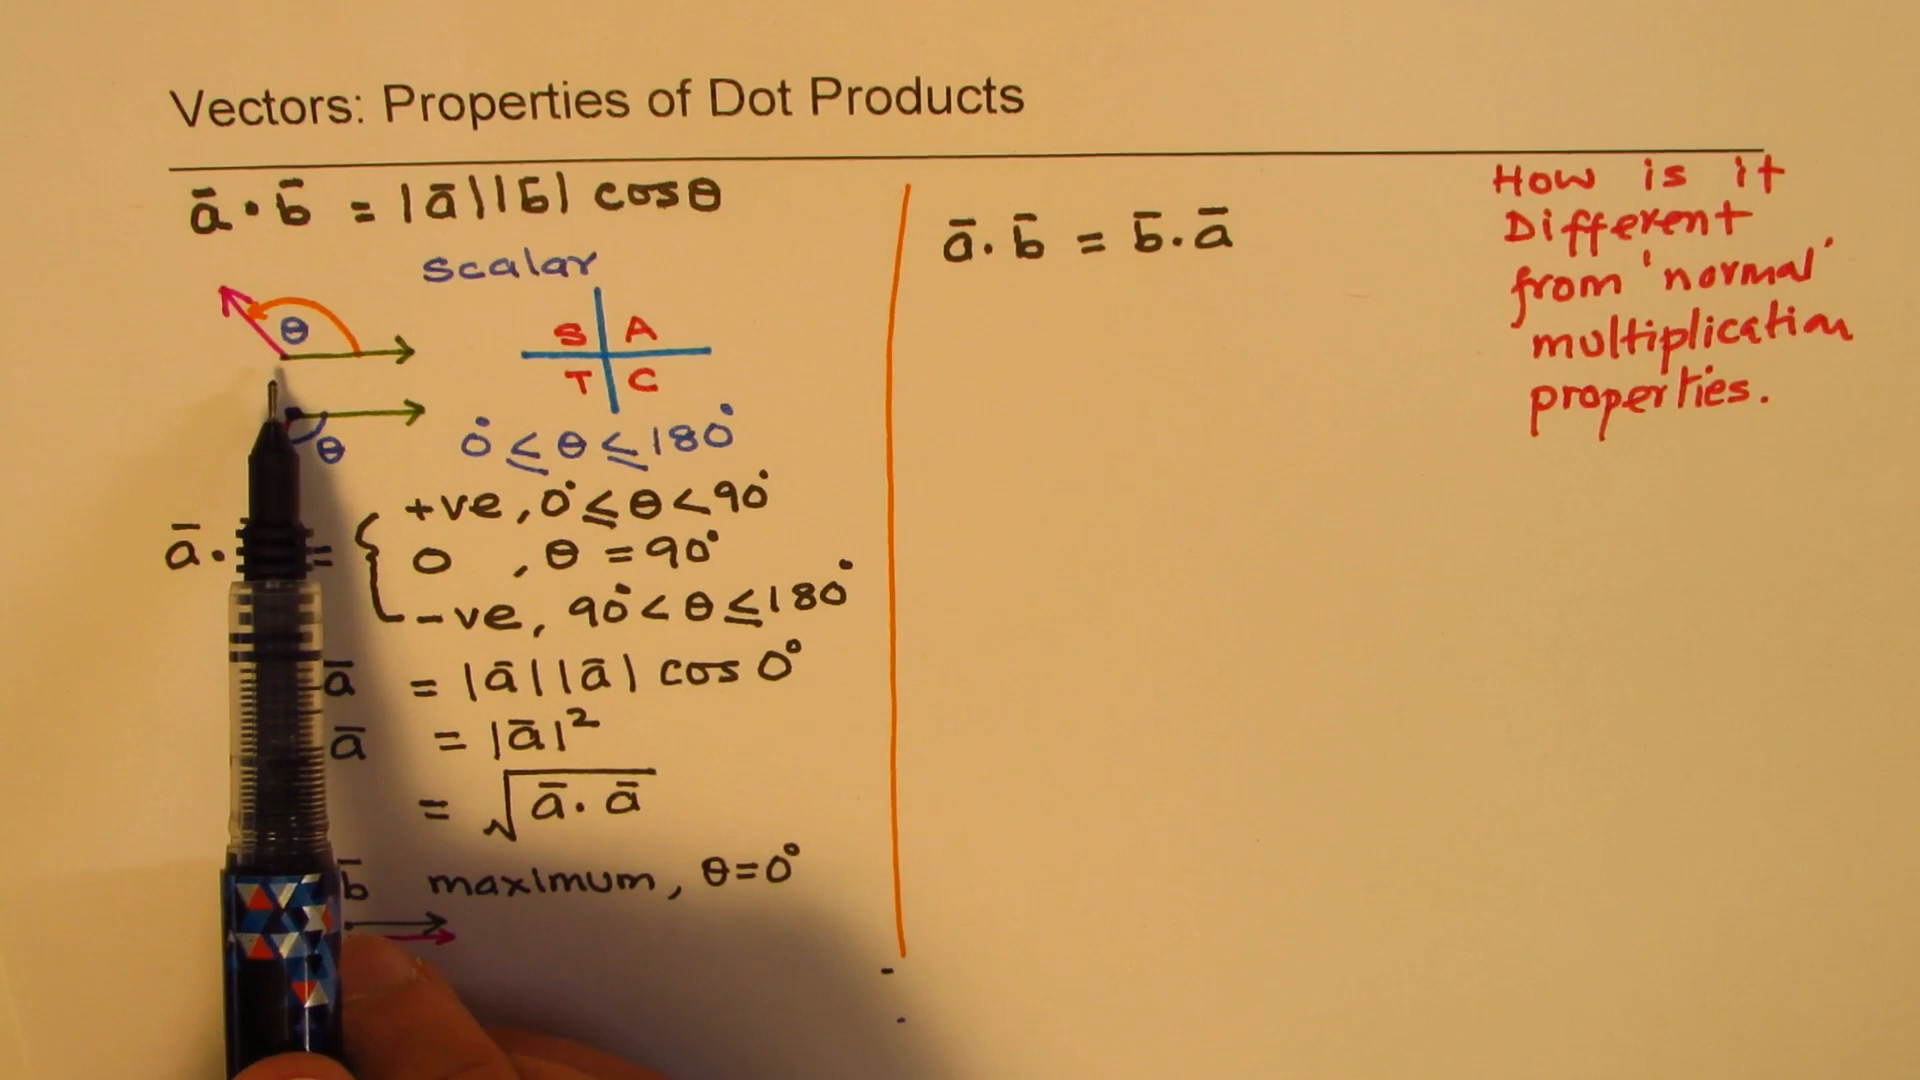 Vectors: Properties of Dot Products
ā · b̄ = |ā||b̄| cosθ
scalar
θ
S A
T C
θ
0° ≤ θ ≤ 180°
ā · = { +ve, 0° ≤ θ < 90°
0 , θ = 90°
-ve, 90° < θ ≤ 180°
ā = |ā||ā| cos 0°
ā = |ā|²
= √ā · ā
b̄ maximum, θ = 0°
ā · b̄ = b̄ · ā
How is it
Different
from 'normal'
multiplication
properties.